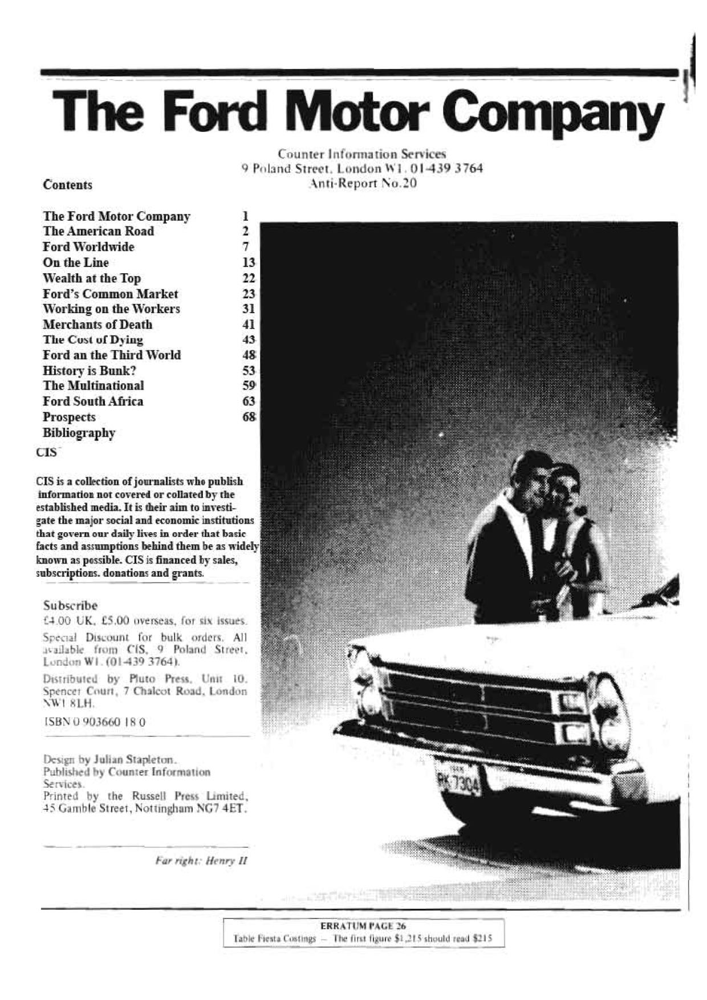 The Ford Motor Company
Counter Information Services
9 Poland Street, London W1. 01-439 3764
Anti-Report No.20
Contents
The Ford Motor Company 1
The American Road 2
Ford Worldwide 7
On the Line 13
Wealth at the Top 22
Ford's Common Market 23
Working on the Workers 31
Merchants of Death 41
The Cost of Dying 43
Ford an the Third World 48
History is Bunk? 53
The Multinational 59
Ford South Africa 63
Prospects 68
Bibliography
CIS
CIS is a collection of journalists who publish
information not covered or collated by the
established media. It is their aim to investi-
gate the major social and economic institutions
that govern our daily lives in order that basic
facts and assumptions behind them be as widely
known as possible. CIS is financed by sales,
subscriptions. donations and grants.
Subscribe
£4.00 UK, £5.00 overseas, for six issues.
Special Discount for bulk orders. All
available from CIS, 9 Poland Street,
London W1. (01-439 3764).
Distributed by Pluto Press, Unit 10.
Spencer Court, 7 Chalcot Road, London
NW1 8LH.
ISBN 0 903660 18 0
Design by Julian Stapleton.
Published by Counter Information
Services.
Printed by the Russell Press Limited,
45 Gamble Street, Nottingham NG7 4ET.
Far right: Henry II
RK 7304
ERRATUM PAGE 26
Table Fiesta Costings — The first figure $1,215 should read $215